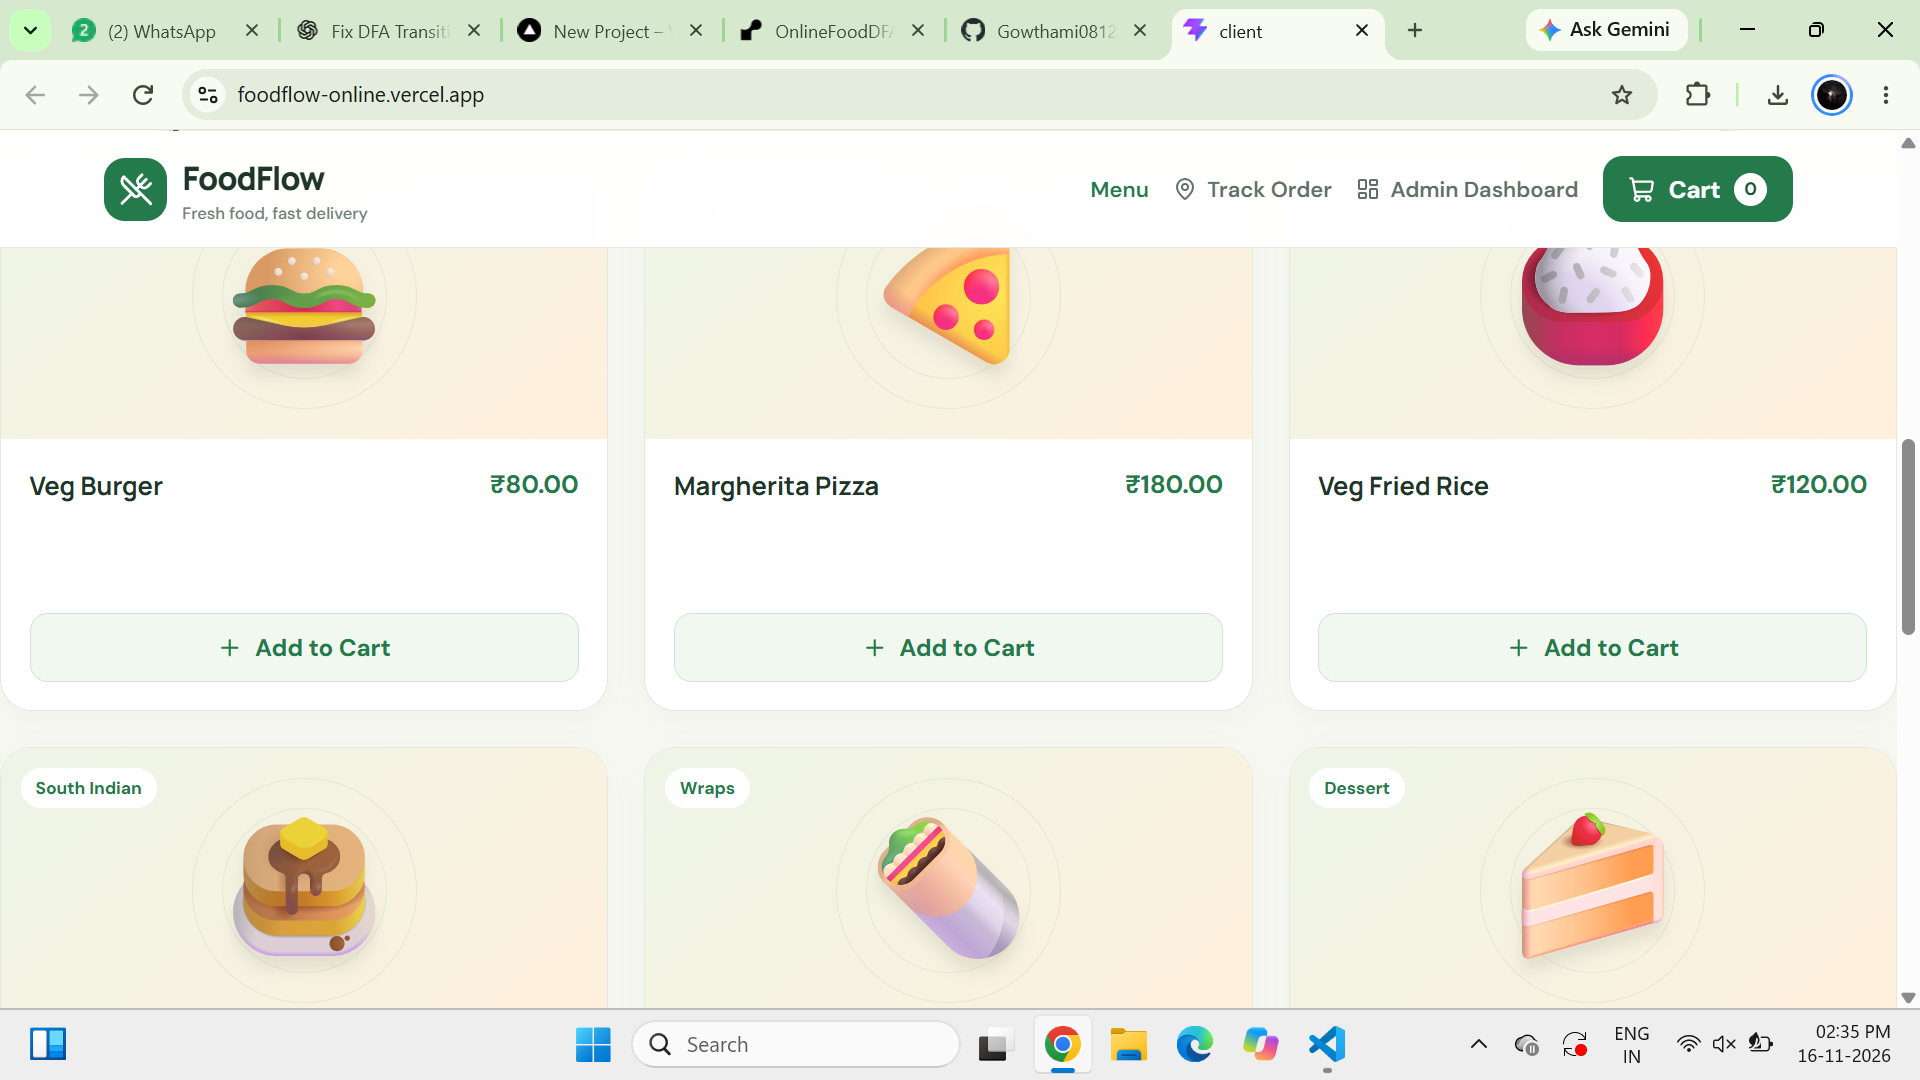 (2) WhatsApp
Fix DFA Transiti
New Project –
OnlineFoodDFA
Gowthami0812
client
Ask Gemini
foodflow-online.vercel.app
FoodFlow
Fresh food, fast delivery
Menu
Track Order
Admin Dashboard
Cart 0
Veg Burger ₹80.00
Margherita Pizza ₹180.00
Veg Fried Rice ₹120.00
+ Add to Cart
+ Add to Cart
+ Add to Cart
South Indian
Wraps
Dessert
Search
ENG
IN
02:35 PM
16-11-2026